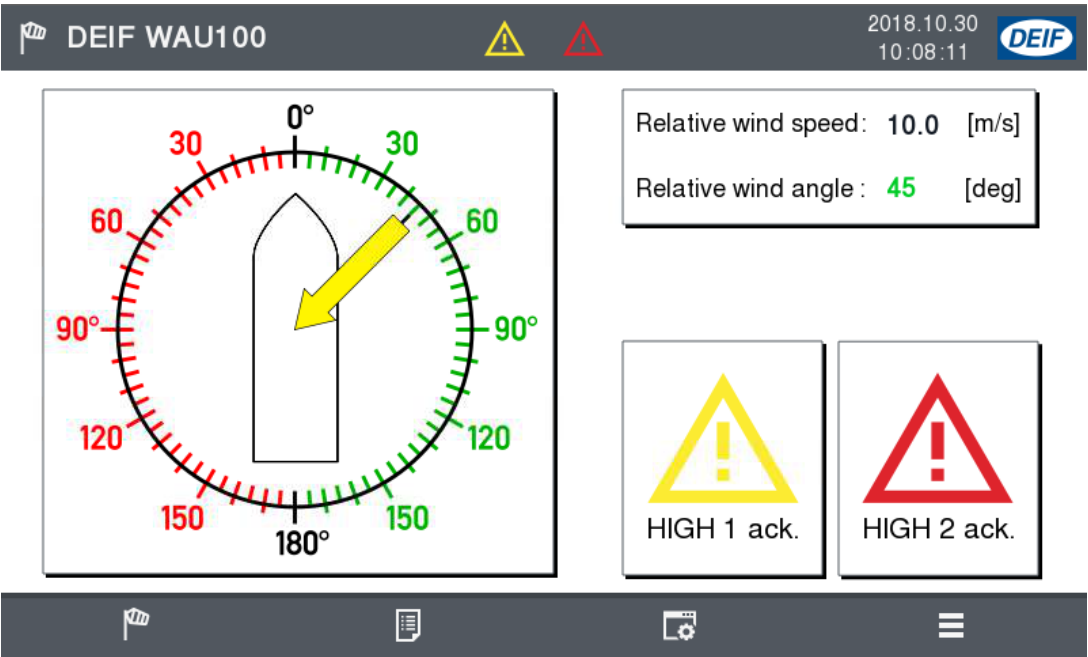 DEIF WAU100
2018.10.30
10:08:11
DEIF
0°
30 30
60 60
90° 90°
120 120
150 150
180°
Relative wind speed: 10.0 [m/s]
Relative wind angle : 45 [deg]
HIGH 1 ack.
HIGH 2 ack.